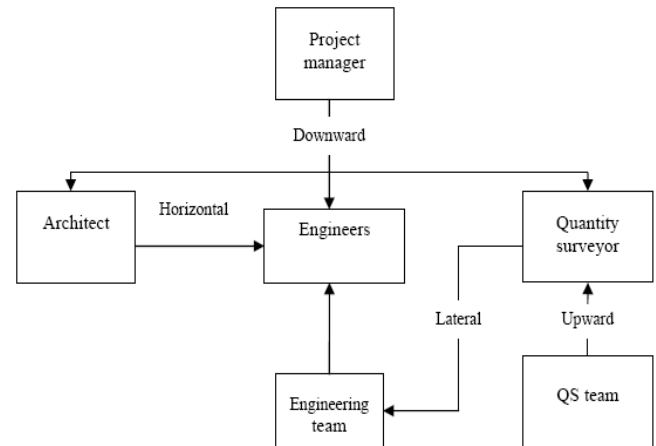 Project
manager
Downward
Architect
Horizontal
Engineers
Quantity
surveyor
Lateral
Upward
Engineering
team
QS team